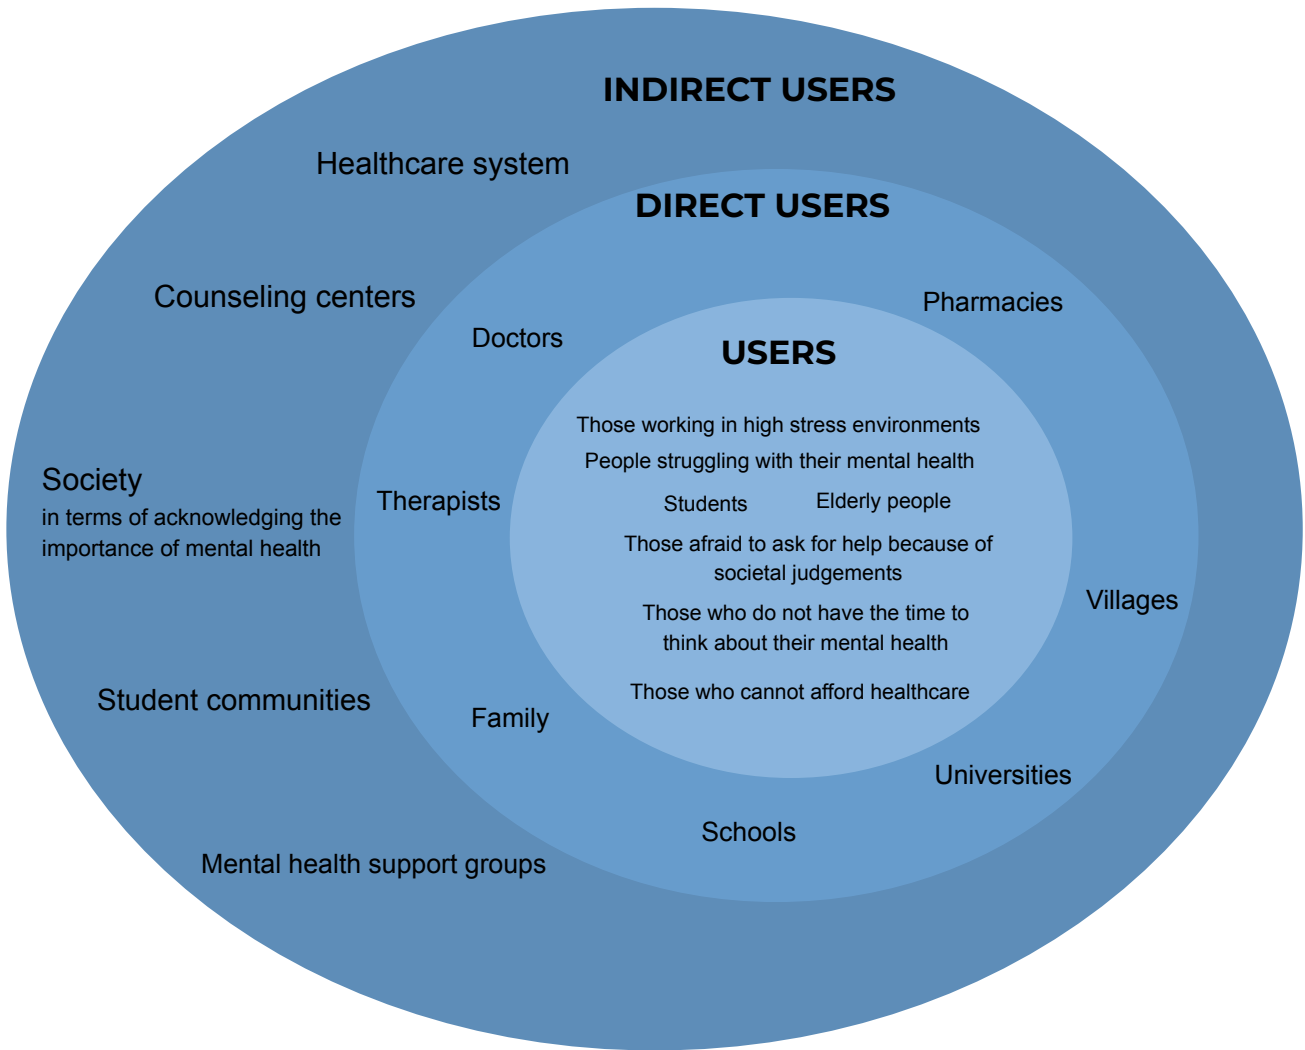 INDIRECT USERS
Healthcare system
DIRECT USERS
Counseling centers
Pharmacies
Doctors
USERS
Those working in high stress environments
People struggling with their mental health
Society
in terms of acknowledging the
importance of mental health
Therapists
Students
Elderly people
Those afraid to ask for help because of
societal judgements
Villages
Those who do not have the time to
think about their mental health
Student communities
Those who cannot afford healthcare
Family
Universities
Schools
Mental health support groups